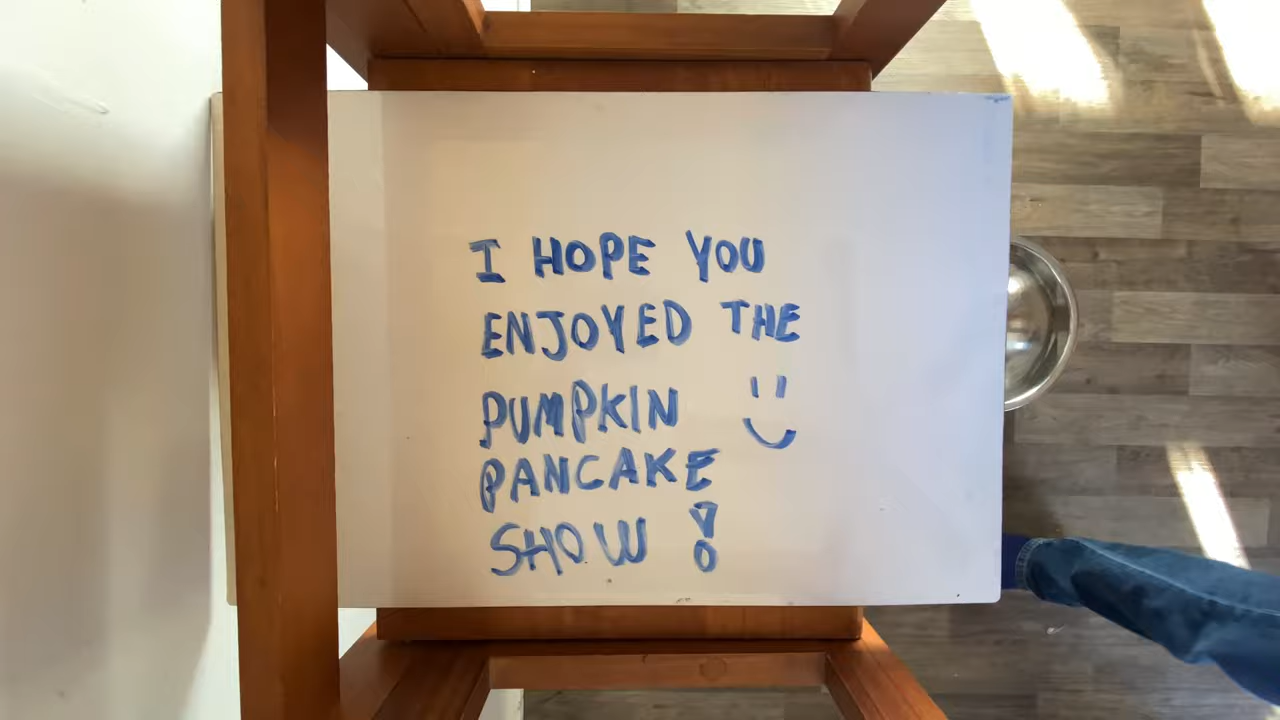 I HOPE YOU
ENJOYED THE
PUMPKIN
PANCAKE
SHOW!